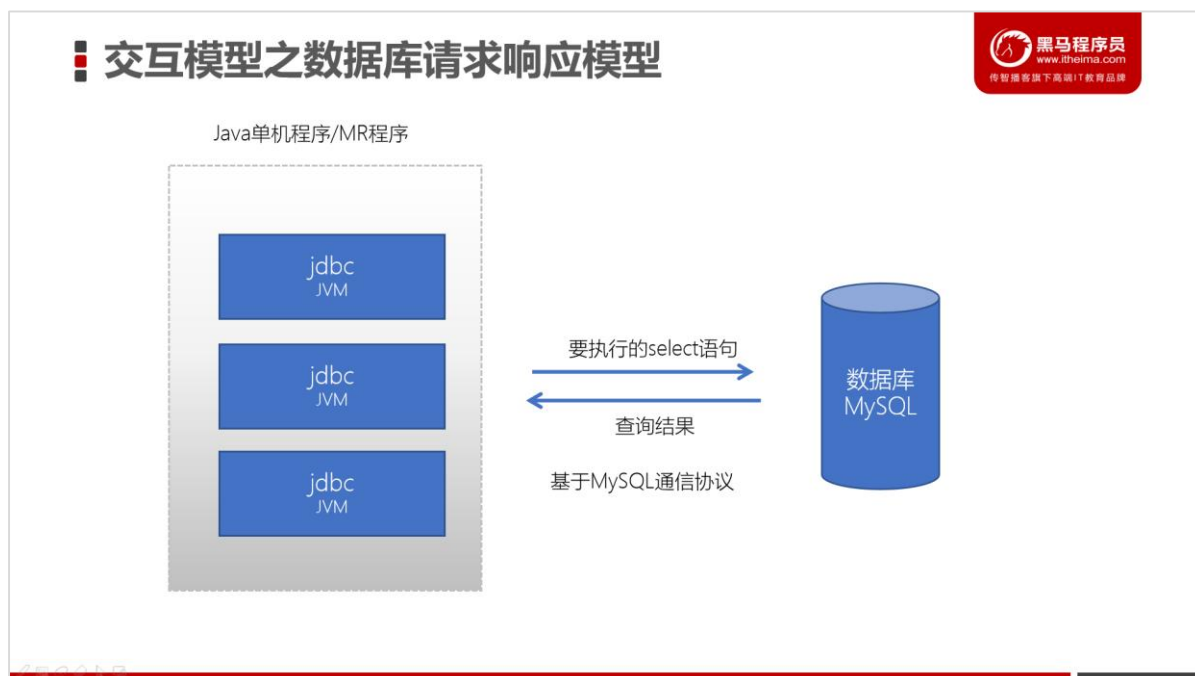 交互模型之数据库请求响应模型
黑马程序员
www.itheima.com
传智播客旗下高端IT教育品牌
Java单机程序/MR程序
jdbc
JVM
jdbc
JVM
jdbc
JVM
要执行的select语句
查询结果
基于MySQL通信协议
数据库
MySQL